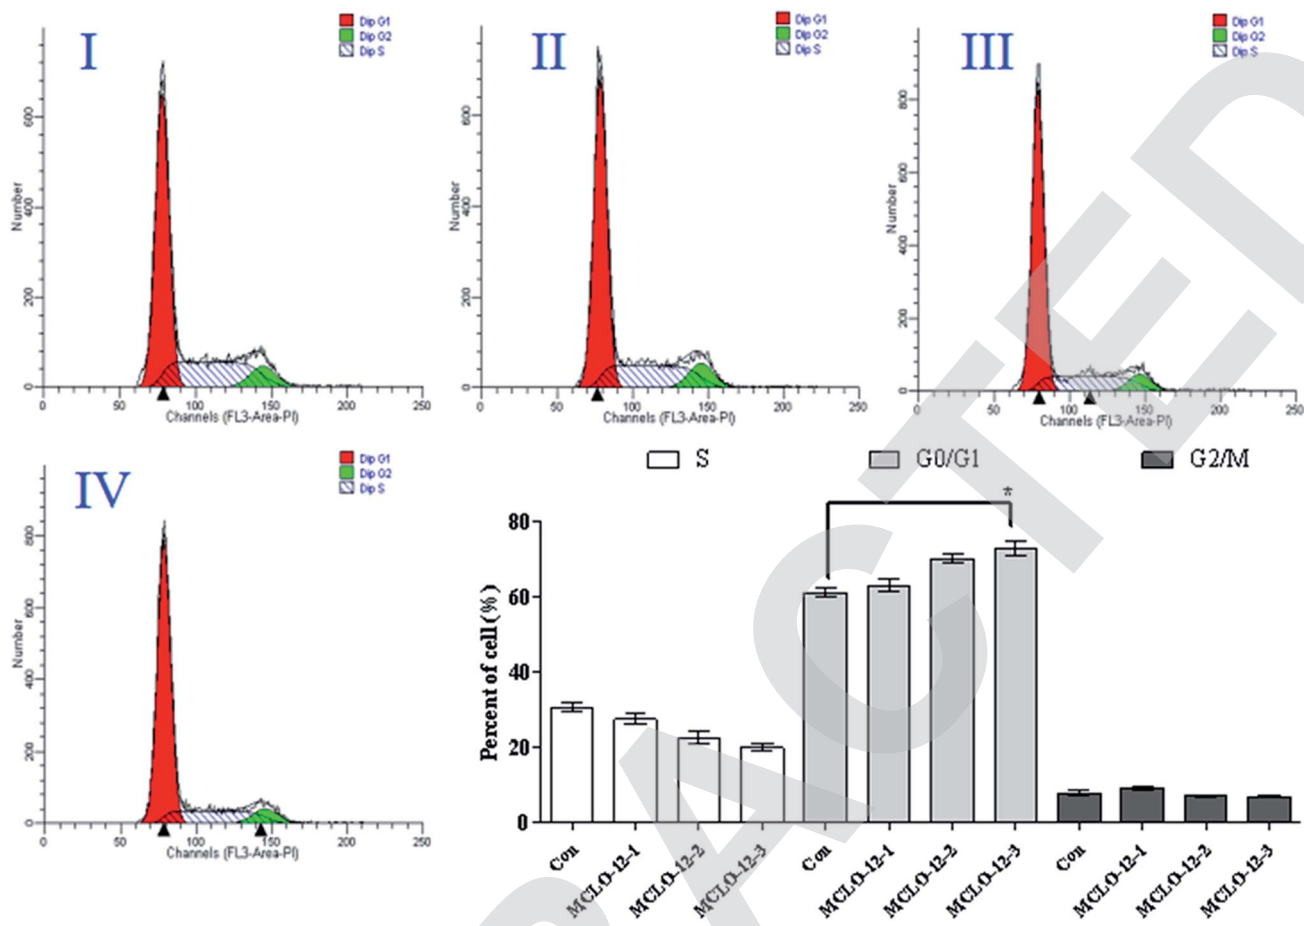 I
Dip G1
Dip G2
Dip S
Number
600
400
200
0
0 50 100 150 200 250
Channels (FL3-Area-PI)
II
Dip G1
Dip G2
Dip S
Number
600
400
200
0
0 50 100 150 200 250
Channels (FL3-Area-PI)
III
Dip G1
Dip G2
Dip S
Number
800
600
400
200
0
0 50 100 150 200 250
Channels (FL3-Area-PI)
IV
Dip G1
Dip G2
Dip S
Number
800
600
400
200
0
0 50 100 150 200 250
Channels (FL3-Area-PI)
S G0/G1 G2/M
*
Percent of cell (%)
80
60
40
20
0
Con MCLO-12-1 MCLO-12-2 MCLO-12-3 Con MCLO-12-1 MCLO-12-2 MCLO-12-3 Con MCLO-12-1 MCLO-12-2 MCLO-12-3
RACTED